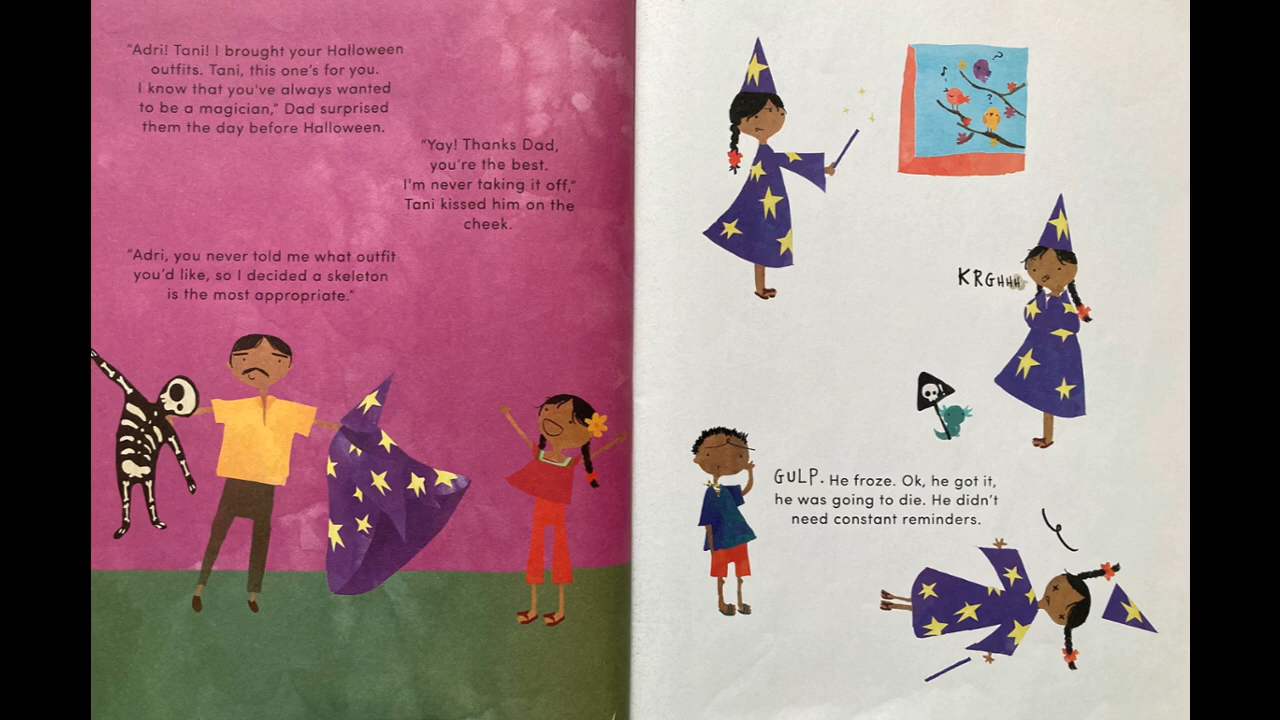 "Adri! Tani! I brought your Halloween
outfits. Tani, this one's for you.
I know that you've always wanted
to be a magician," Dad surprised
them the day before Halloween.
"Yay! Thanks Dad,
you're the best.
I'm never taking it off,"
Tani kissed him on the
cheek.
"Adri, you never told me what outfit
you'd like, so I decided a skeleton
is the most appropriate."
?
♪
?
KRGHHH
GULP. He froze. Ok, he got it,
he was going to die. He didn't
need constant reminders.